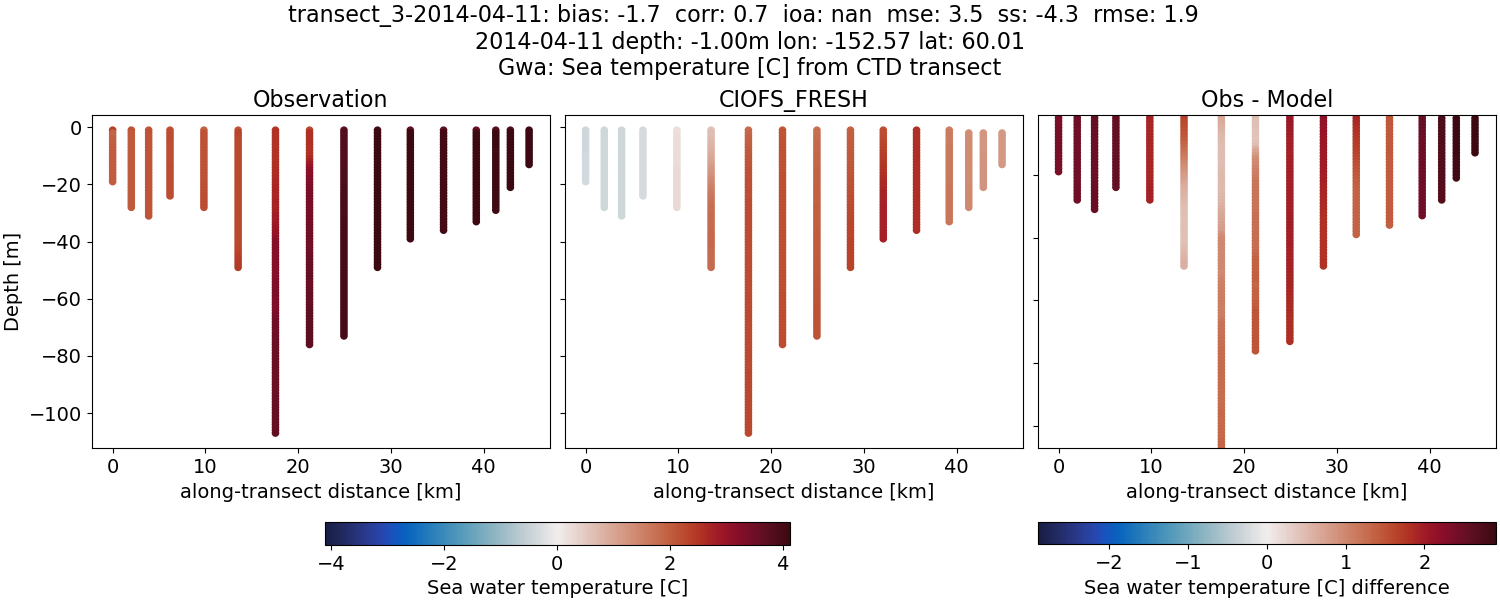 transect_3-2014-04-11: bias: -1.7  corr: 0.7  ioa: nan  mse: 3.5  ss: -4.3  rmse: 1.9
2014-04-11 depth: -1.00m lon: -152.57 lat: 60.01
Gwa: Sea temperature [C] from CTD transect
Observation
CIOFS_FRESH
Obs - Model
Depth [m]
0
−20
−40
−60
−80
−100
0 10 20 30 40
0 10 20 30 40
0 10 20 30 40
along-transect distance [km]
along-transect distance [km]
along-transect distance [km]
−4 −2 0 2 4
Sea water temperature [C]
−2 −1 0 1 2
Sea water temperature [C] difference